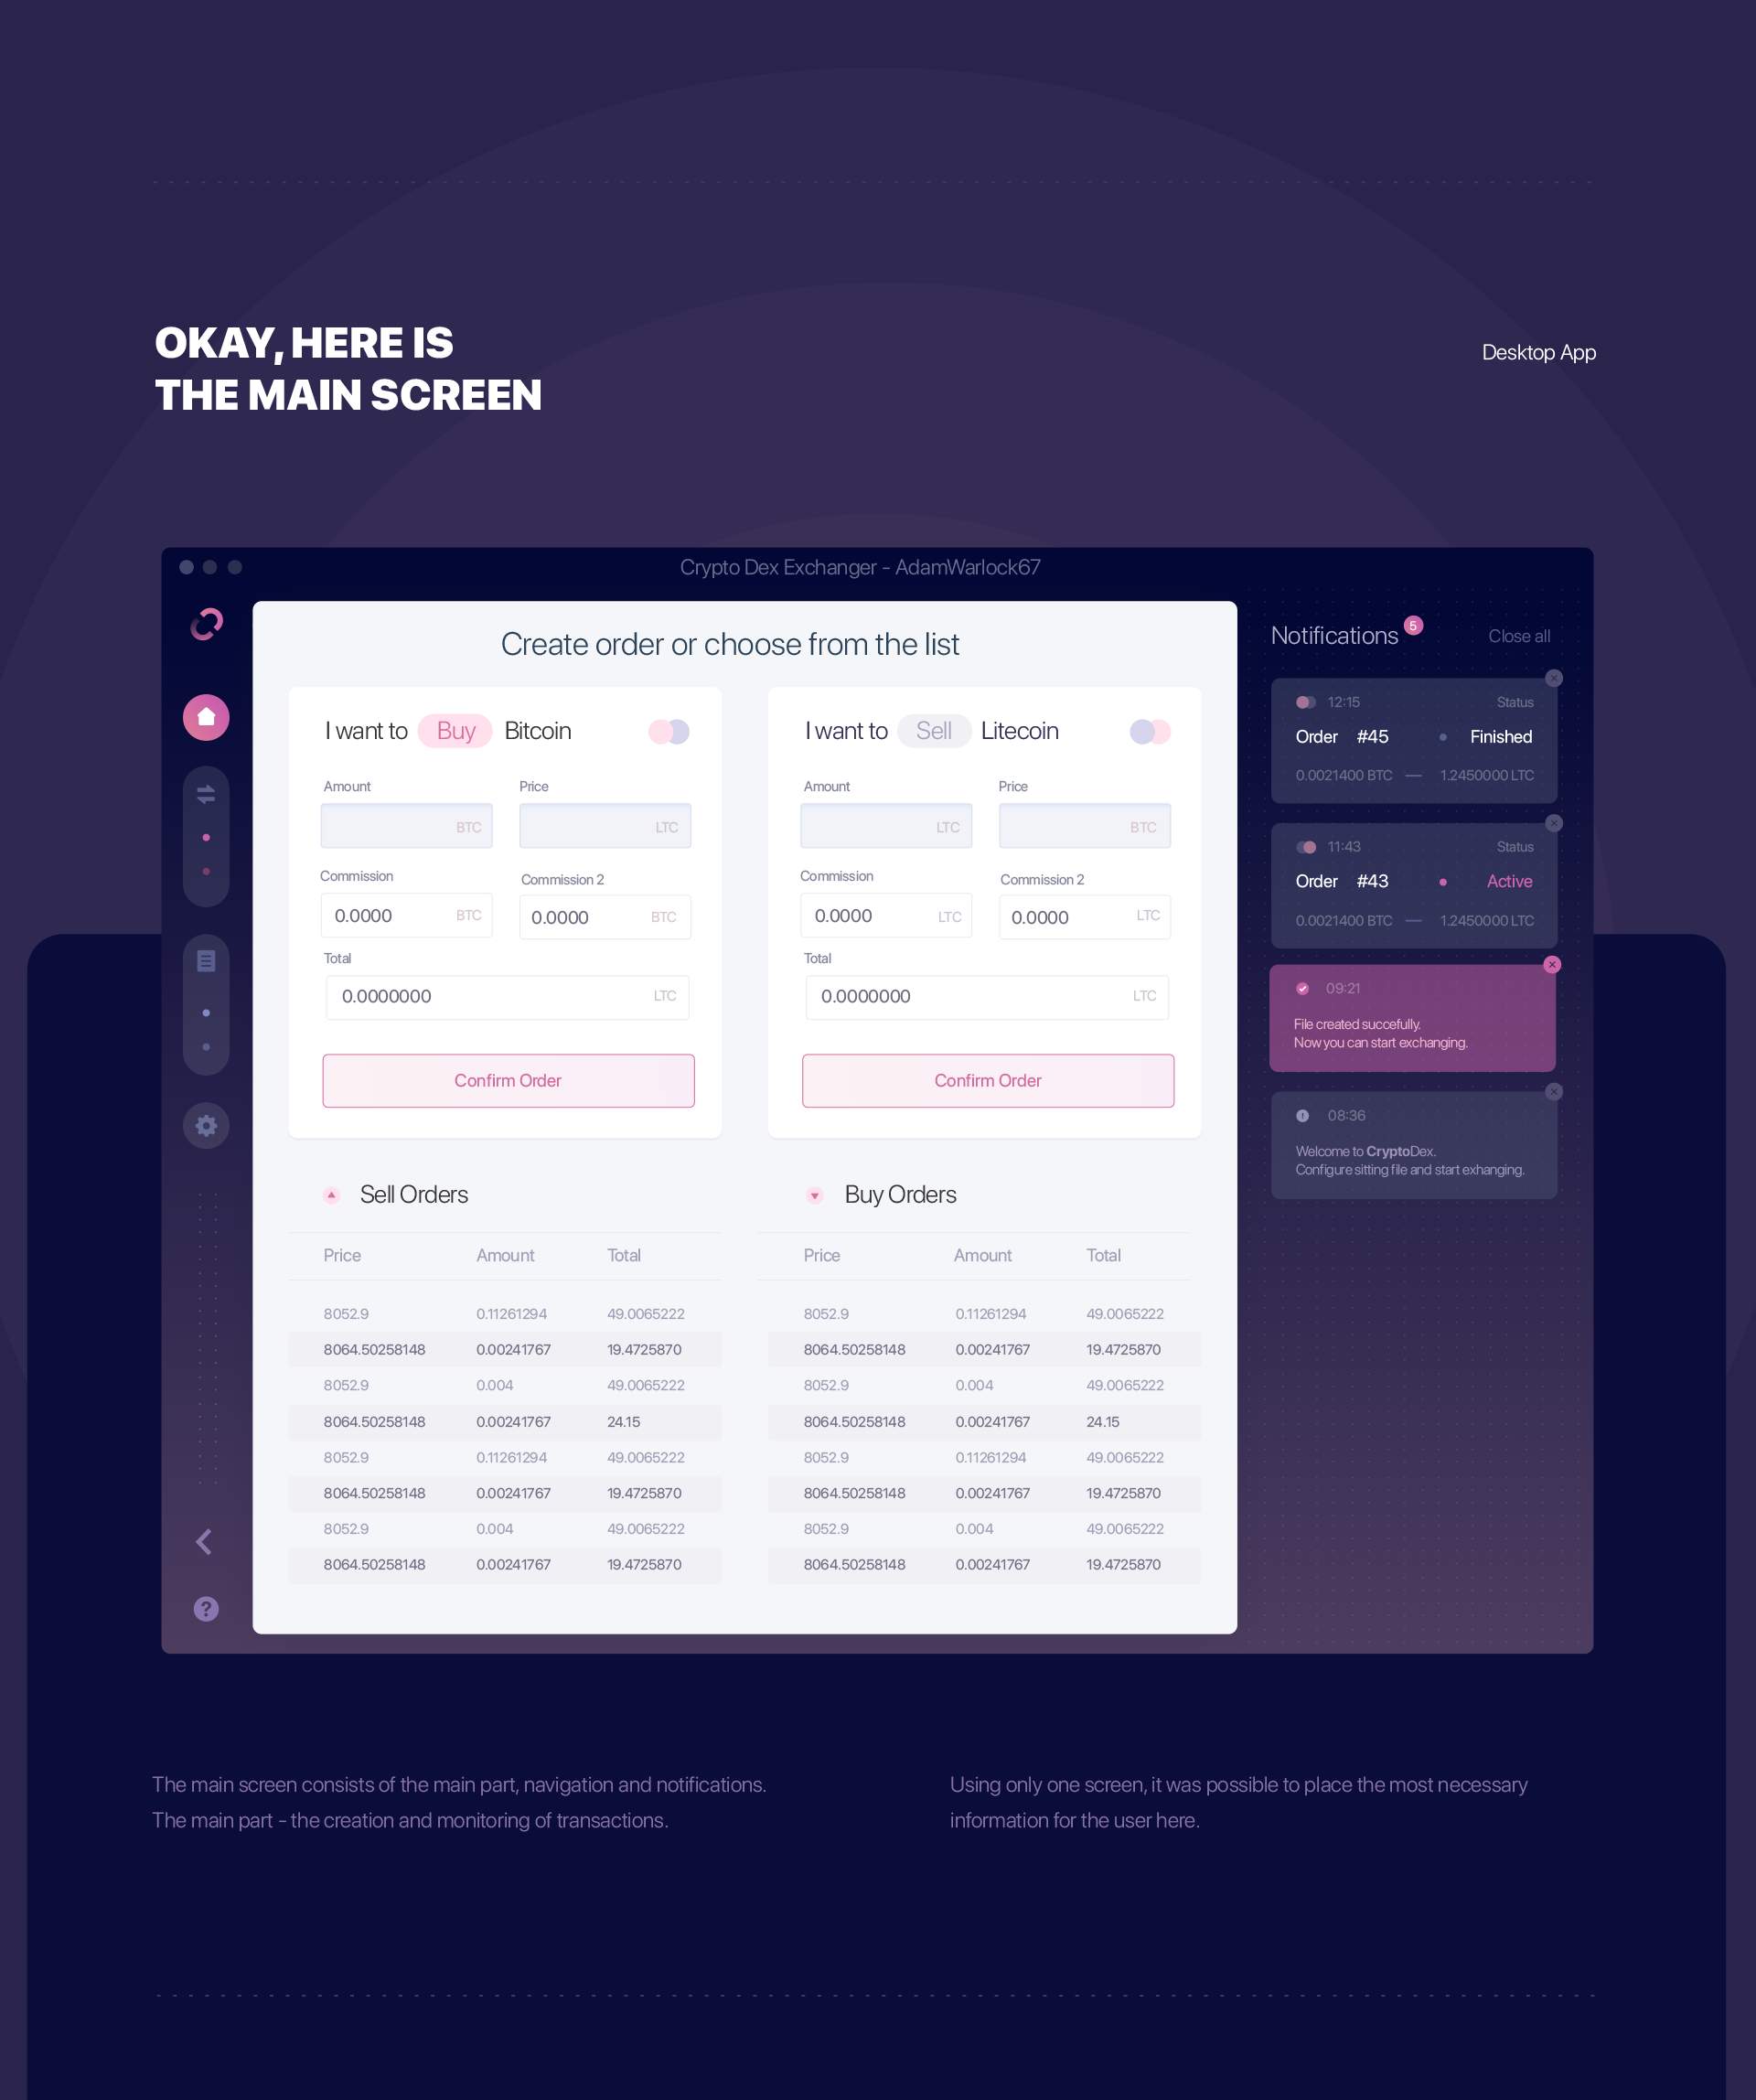 OKAY, HERE IS
THE MAIN SCREEN
Desktop App
Crypto Dex Exchanger - AdamWarlock67
Create order or choose from the list
I want to Buy Bitcoin
Amount Price
BTC LTC
Commission Commission 2
0.0000 BTC 0.0000 BTC
Total
0.0000000 LTC
Confirm Order
I want to Sell Litecoin
Amount Price
LTC BTC
Commission Commission 2
0.0000 LTC 0.0000 LTC
Total
0.0000000 LTC
Confirm Order
Sell Orders
Price Amount Total
8052.9 0.11261294 49.0065222
8064.50258148 0.00241767 19.4725870
8052.9 0.004 49.0065222
8064.50258148 0.00241767 24.15
8052.9 0.11261294 49.0065222
8064.50258148 0.00241767 19.4725870
8052.9 0.004 49.0065222
8064.50258148 0.00241767 19.4725870
Buy Orders
Price Amount Total
8052.9 0.11261294 49.0065222
8064.50258148 0.00241767 19.4725870
8052.9 0.004 49.0065222
8064.50258148 0.00241767 24.15
8052.9 0.11261294 49.0065222
8064.50258148 0.00241767 19.4725870
8052.9 0.004 49.0065222
8064.50258148 0.00241767 19.4725870
Notifications 5 Close all
12:15 Status
Order #45 Finished
0.0021400 BTC — 1.2450000 LTC
11:43 Status
Order #43 Active
0.0021400 BTC — 1.2450000 LTC
09:21
File created succefully.
Now you can start exchanging.
08:36
Welcome to CryptoDex.
Configure sitting file and start exhanging.
?
The main screen consists of the main part, navigation and notifications.
The main part - the creation and monitoring of transactions.
Using only one screen, it was possible to place the most necessary
information for the user here.